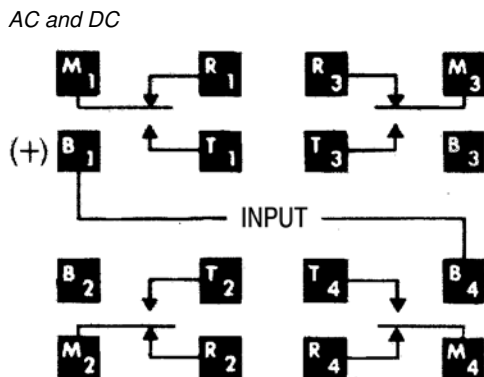 AC and DC
M1 R1 R3 M3
(+) B1 T1 T3 B3
INPUT
B2 T2 T4 B4
M2 R2 R4 M4